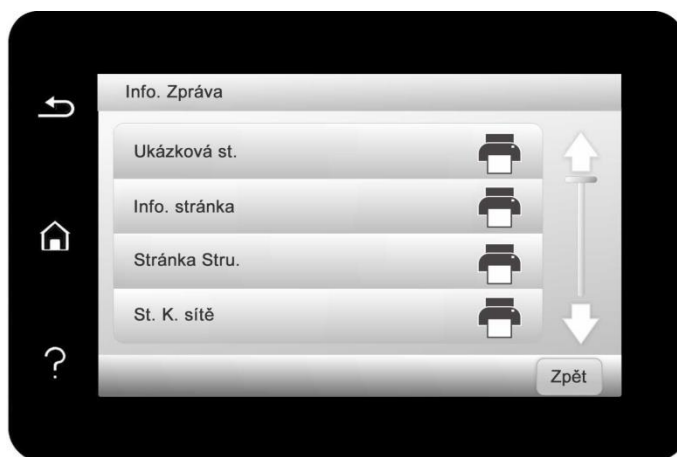 Info. Zpráva
Ukázková st.
Info. stránka
Stránka Stru.
St. K. sítě
Zpět